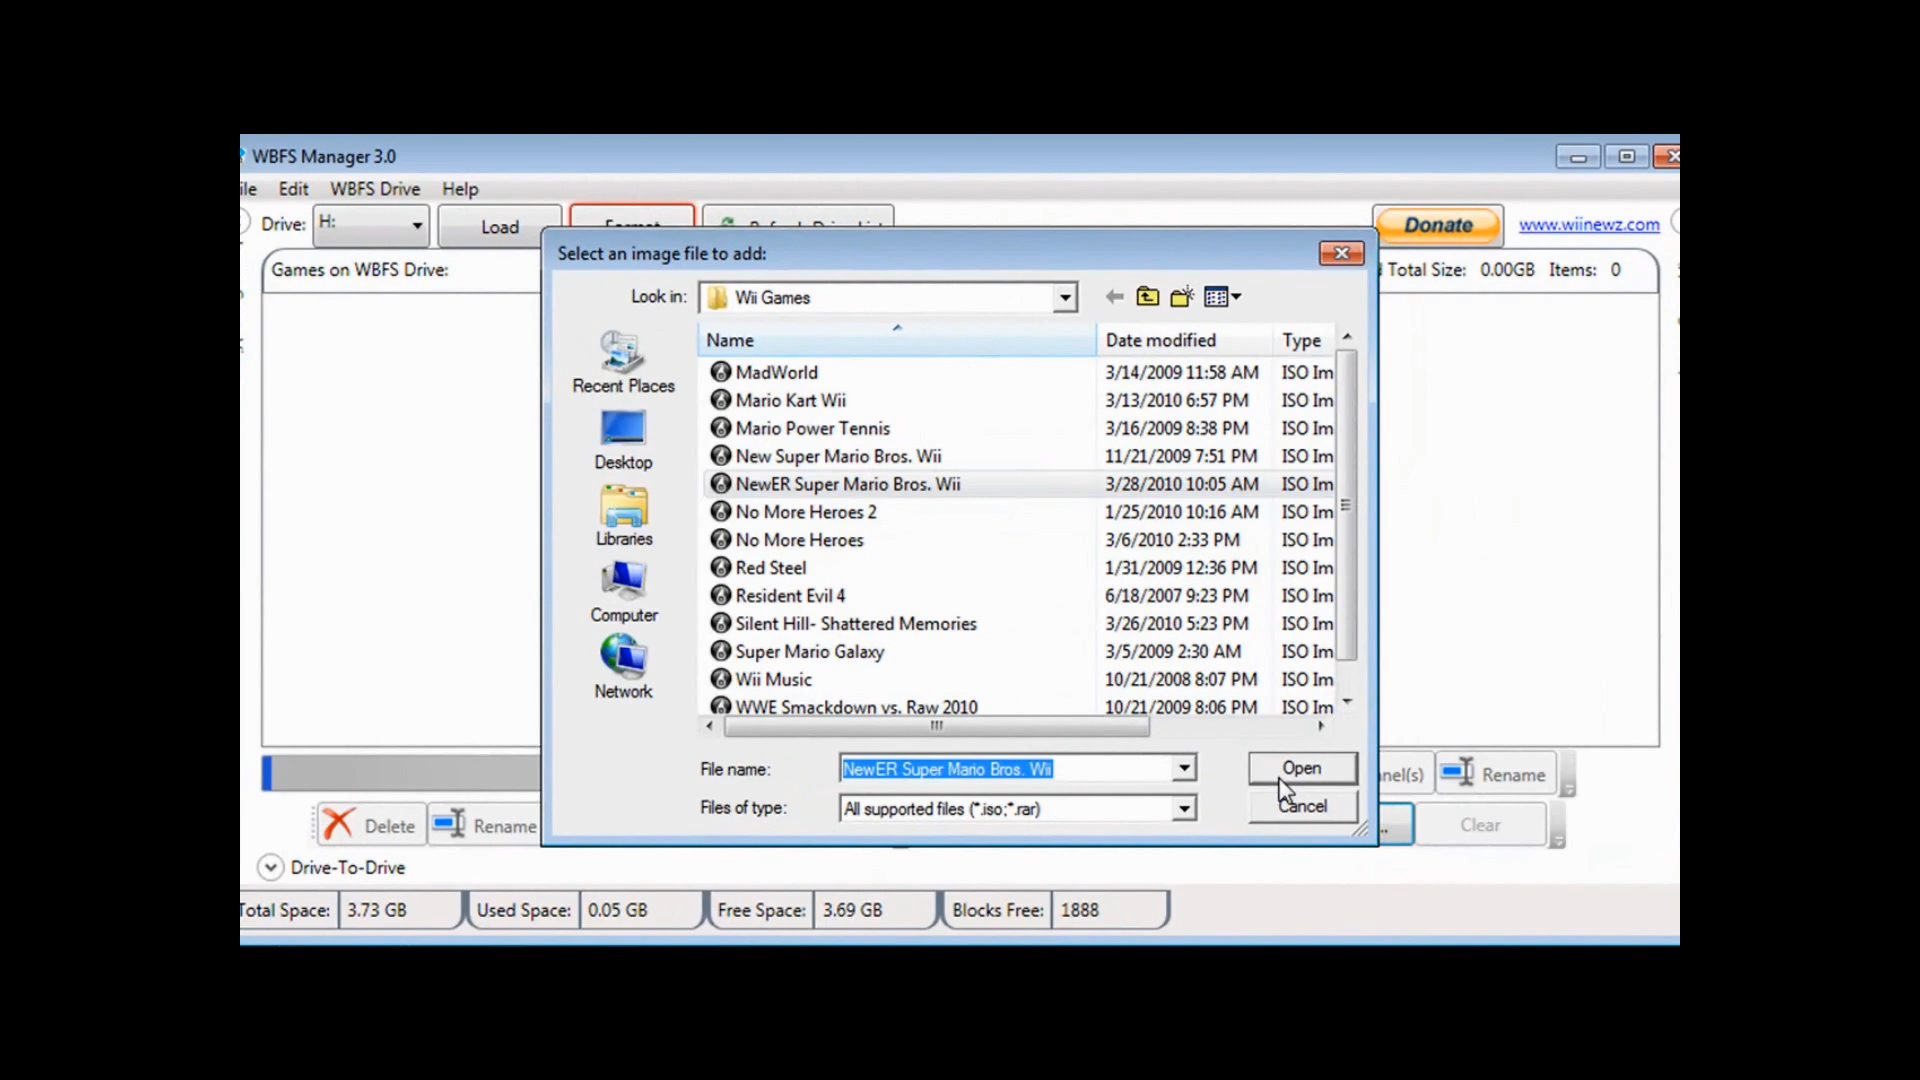 WBFS Manager 3.0
ile Edit WBFS Drive Help
Drive: H: Load Format Refresh Drive List Donate www.wiinewz.com
Games on WBFS Drive: Total Size: 0.00GB Items: 0
Select an image file to add:
Look in: Wii Games
Name Date modified Type
MadWorld 3/14/2009 11:58 AM ISO Im
Mario Kart Wii 3/13/2010 6:57 PM ISO Im
Mario Power Tennis 3/16/2009 8:38 PM ISO Im
New Super Mario Bros. Wii 11/21/2009 7:51 PM ISO Im
NewER Super Mario Bros. Wii 3/28/2010 10:05 AM ISO Im
No More Heroes 2 1/25/2010 10:16 AM ISO Im
No More Heroes 3/6/2010 2:33 PM ISO Im
Red Steel 1/31/2009 12:36 PM ISO Im
Resident Evil 4 6/18/2007 9:23 PM ISO Im
Silent Hill- Shattered Memories 3/26/2010 5:23 PM ISO Im
Super Mario Galaxy 3/5/2009 2:30 AM ISO Im
Wii Music 10/21/2008 8:07 PM ISO Im
WWE Smackdown vs. Raw 2010 10/21/2009 8:06 PM ISO Im
Recent Places
Desktop
Libraries
Computer
Network
File name: NewER Super Mario Bros. Wii Open
Files of type: All supported files (*.iso;*.rar) Cancel
nel(s) Rename
Delete Rename ... Clear
Drive-To-Drive
Total Space: 3.73 GB Used Space: 0.05 GB Free Space: 3.69 GB Blocks Free: 1888